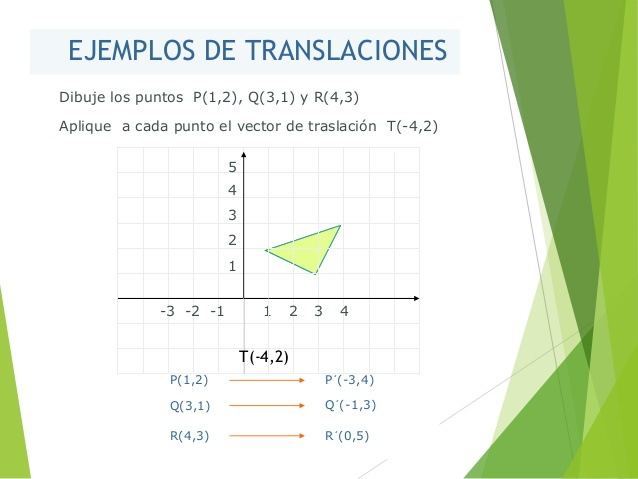 EJEMPLOS DE TRANSLACIONES
Dibuje los puntos P(1,2), Q(3,1) y R(4,3)
Aplique a cada punto el vector de traslación T(-4,2)
5
4
3
2
1
-3 -2 -1 1 2 3 4
T(-4,2)
P(1,2) P´(-3,4)
Q(3,1) Q´(-1,3)
R(4,3) R´(0,5)